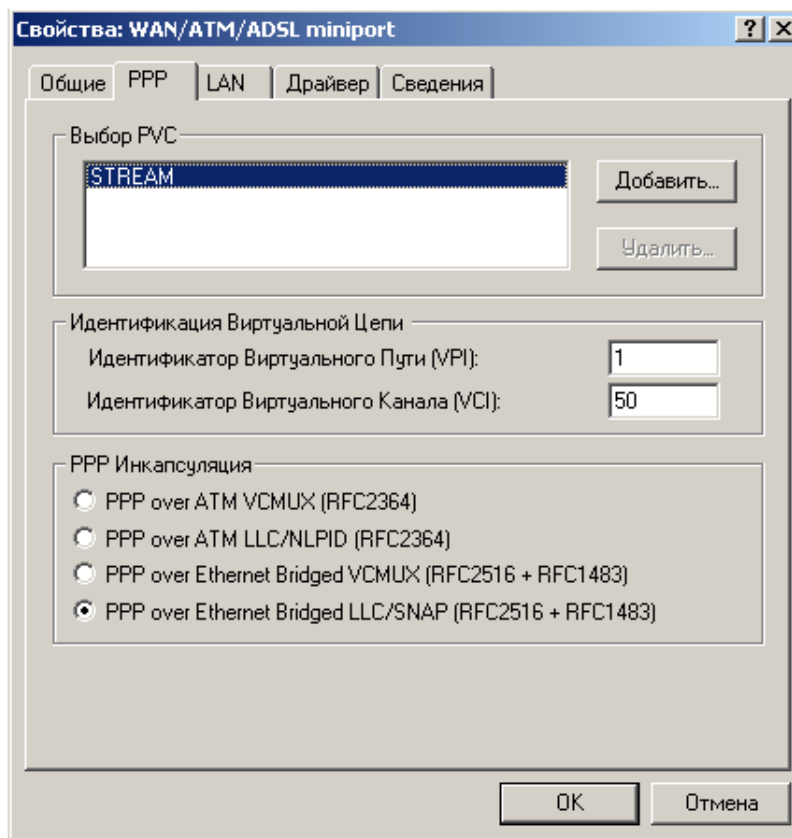 Свойства: WAN/ATM/ADSL miniport
Общие PPP LAN Драйвер Сведения
Выбор PVC
STREAM
Добавить...
Удалить...
Идентификация Виртуальной Цепи
Идентификатор Виртуального Пути (VPI): 1
Идентификатор Виртуального Канала (VCI): 50
PPP Инкапсуляция
PPP over ATM VCMUX (RFC2364)
PPP over ATM LLC/NLPID (RFC2364)
PPP over Ethernet Bridged VCMUX (RFC2516 + RFC1483)
PPP over Ethernet Bridged LLC/SNAP (RFC2516 + RFC1483)
OK Отмена